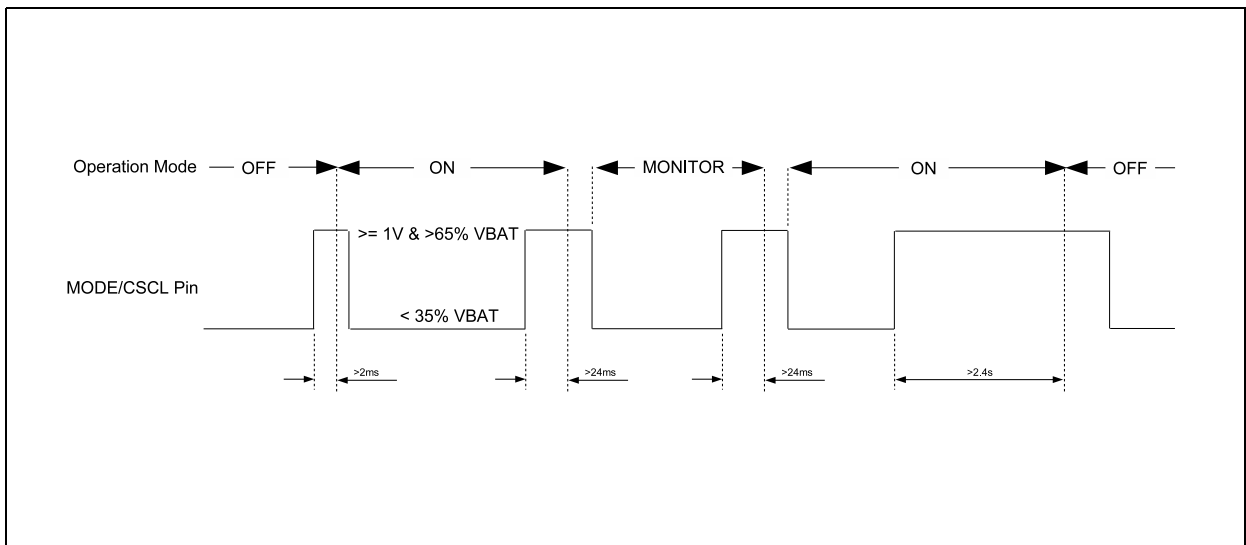 Operation Mode OFF ON MONITOR ON OFF
>= 1V & >65% VBAT
MODE/CSCL Pin
< 35% VBAT
>2ms >24ms >24ms >2.4s